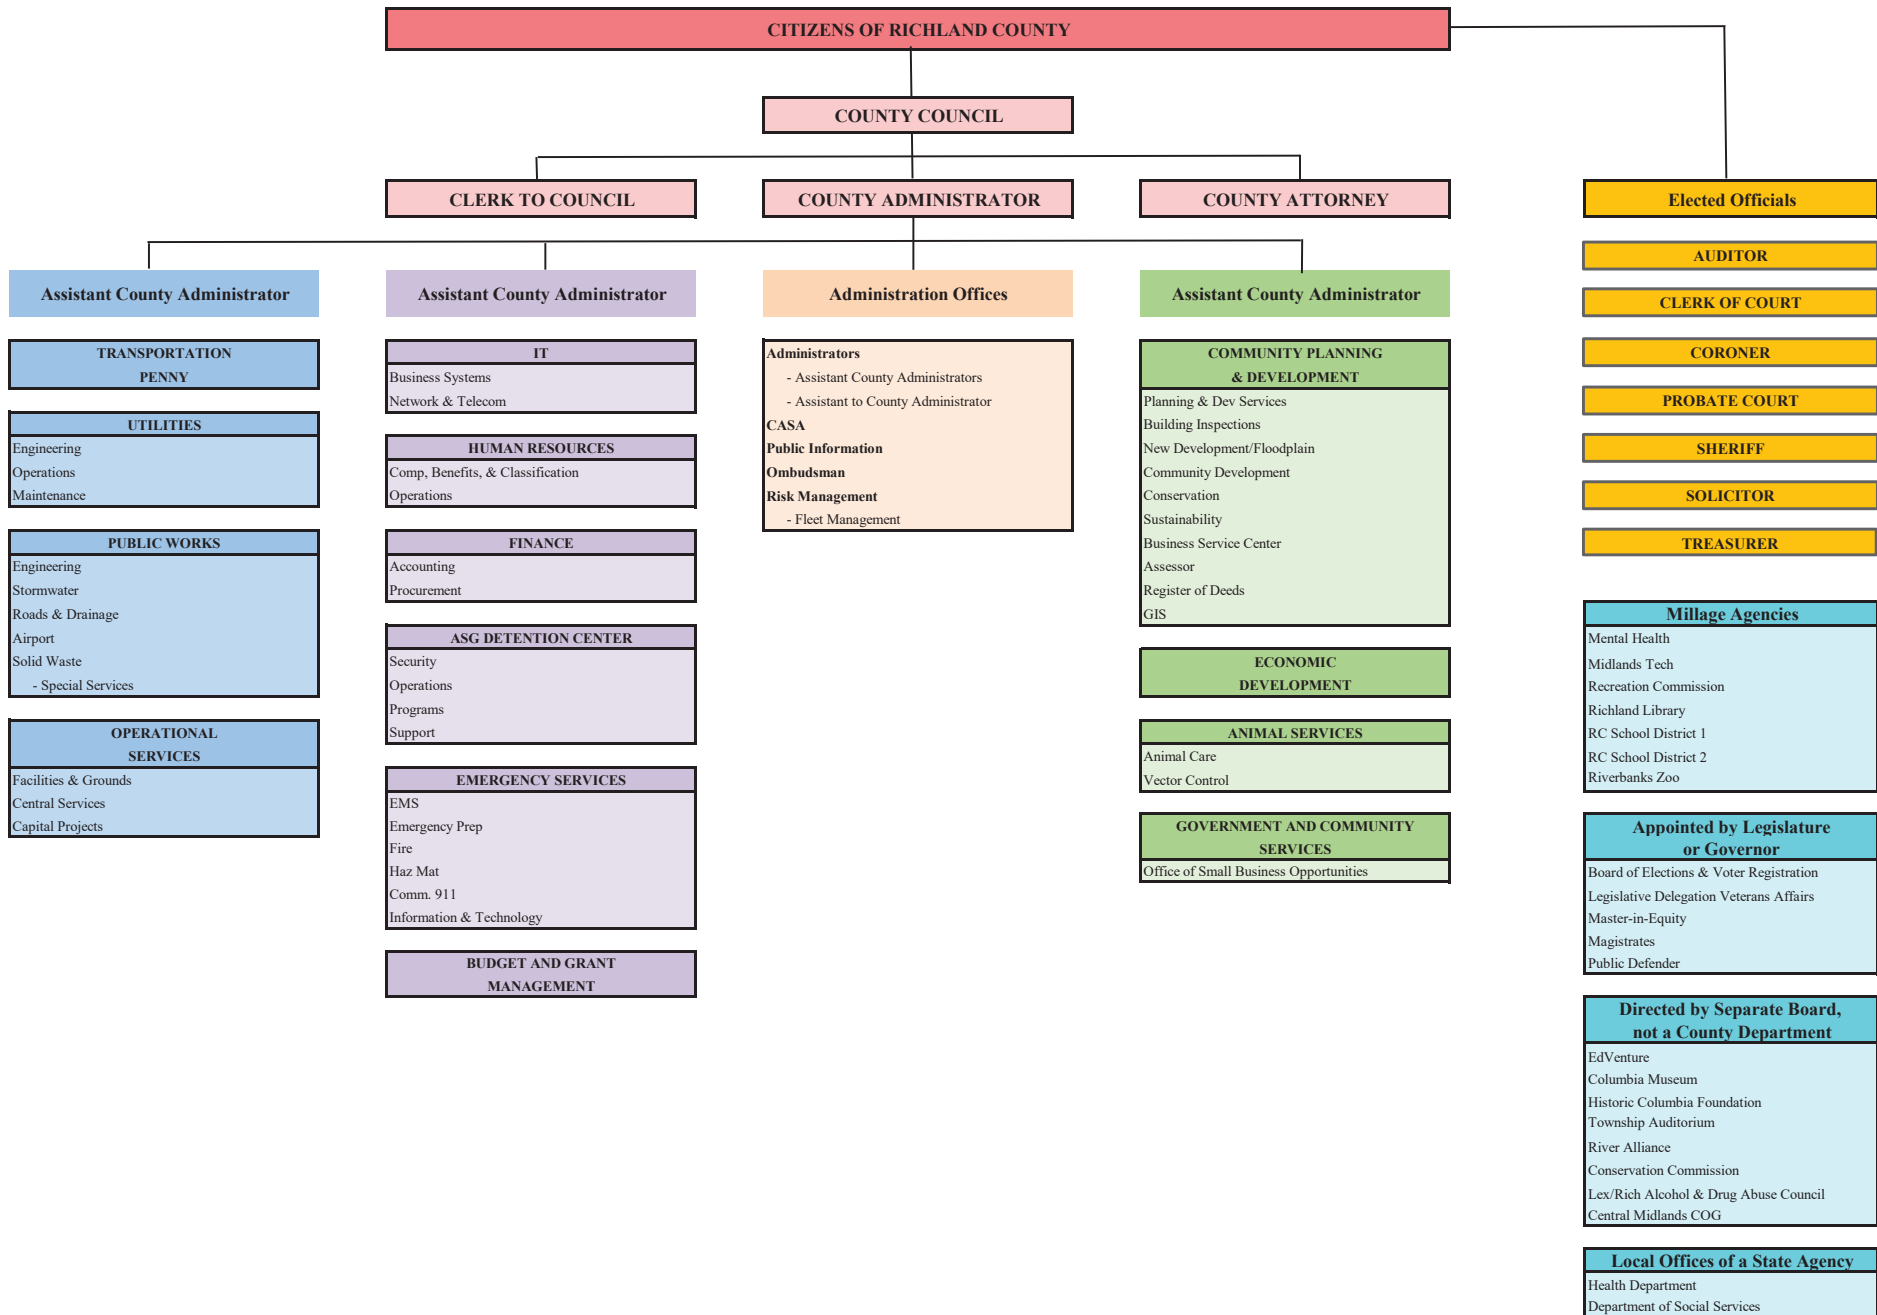 CITIZENS OF RICHLAND COUNTY
COUNTY COUNCIL
CLERK TO COUNCIL
COUNTY ADMINISTRATOR
COUNTY ATTORNEY
Assistant County Administrator
TRANSPORTATION
PENNY
UTILITIES
Engineering
Operations
Maintenance
PUBLIC WORKS
Engineering
Stormwater
Roads & Drainage
Airport
Solid Waste
- Special Services
OPERATIONAL
SERVICES
Facilities & Grounds
Central Services
Capital Projects
Assistant County Administrator
IT
Business Systems
Network & Telecom
HUMAN RESOURCES
Comp, Benefits, & Classification
Operations
FINANCE
Accounting
Procurement
ASG DETENTION CENTER
Security
Operations
Programs
Support
EMERGENCY SERVICES
EMS
Emergency Prep
Fire
Haz Mat
Comm. 911
Information & Technology
BUDGET AND GRANT
MANAGEMENT
Administration Offices
Administrators
- Assistant County Administrators
- Assistant to County Administrator
CASA
Public Information
Ombudsman
Risk Management
- Fleet Management
Assistant County Administrator
COMMUNITY PLANNING
& DEVELOPMENT
Planning & Dev Services
Building Inspections
New Development/Floodplain
Community Development
Conservation
Sustainability
Business Service Center
Assessor
Register of Deeds
GIS
ECONOMIC
DEVELOPMENT
ANIMAL SERVICES
Animal Care
Vector Control
GOVERNMENT AND COMMUNITY
SERVICES
Office of Small Business Opportunities
Elected Officials
AUDITOR
CLERK OF COURT
CORONER
PROBATE COURT
SHERIFF
SOLICITOR
TREASURER
Millage Agencies
Mental Health
Midlands Tech
Recreation Commission
Richland Library
RC School District 1
RC School District 2
Riverbanks Zoo
Appointed by Legislature
or Governor
Board of Elections & Voter Registration
Legislative Delegation Veterans Affairs
Master-in-Equity
Magistrates
Public Defender
Directed by Separate Board,
not a County Department
EdVenture
Columbia Museum
Historic Columbia Foundation
Township Auditorium
River Alliance
Conservation Commission
Lex/Rich Alcohol & Drug Abuse Council
Central Midlands COG
Local Offices of a State Agency
Health Department
Department of Social Services